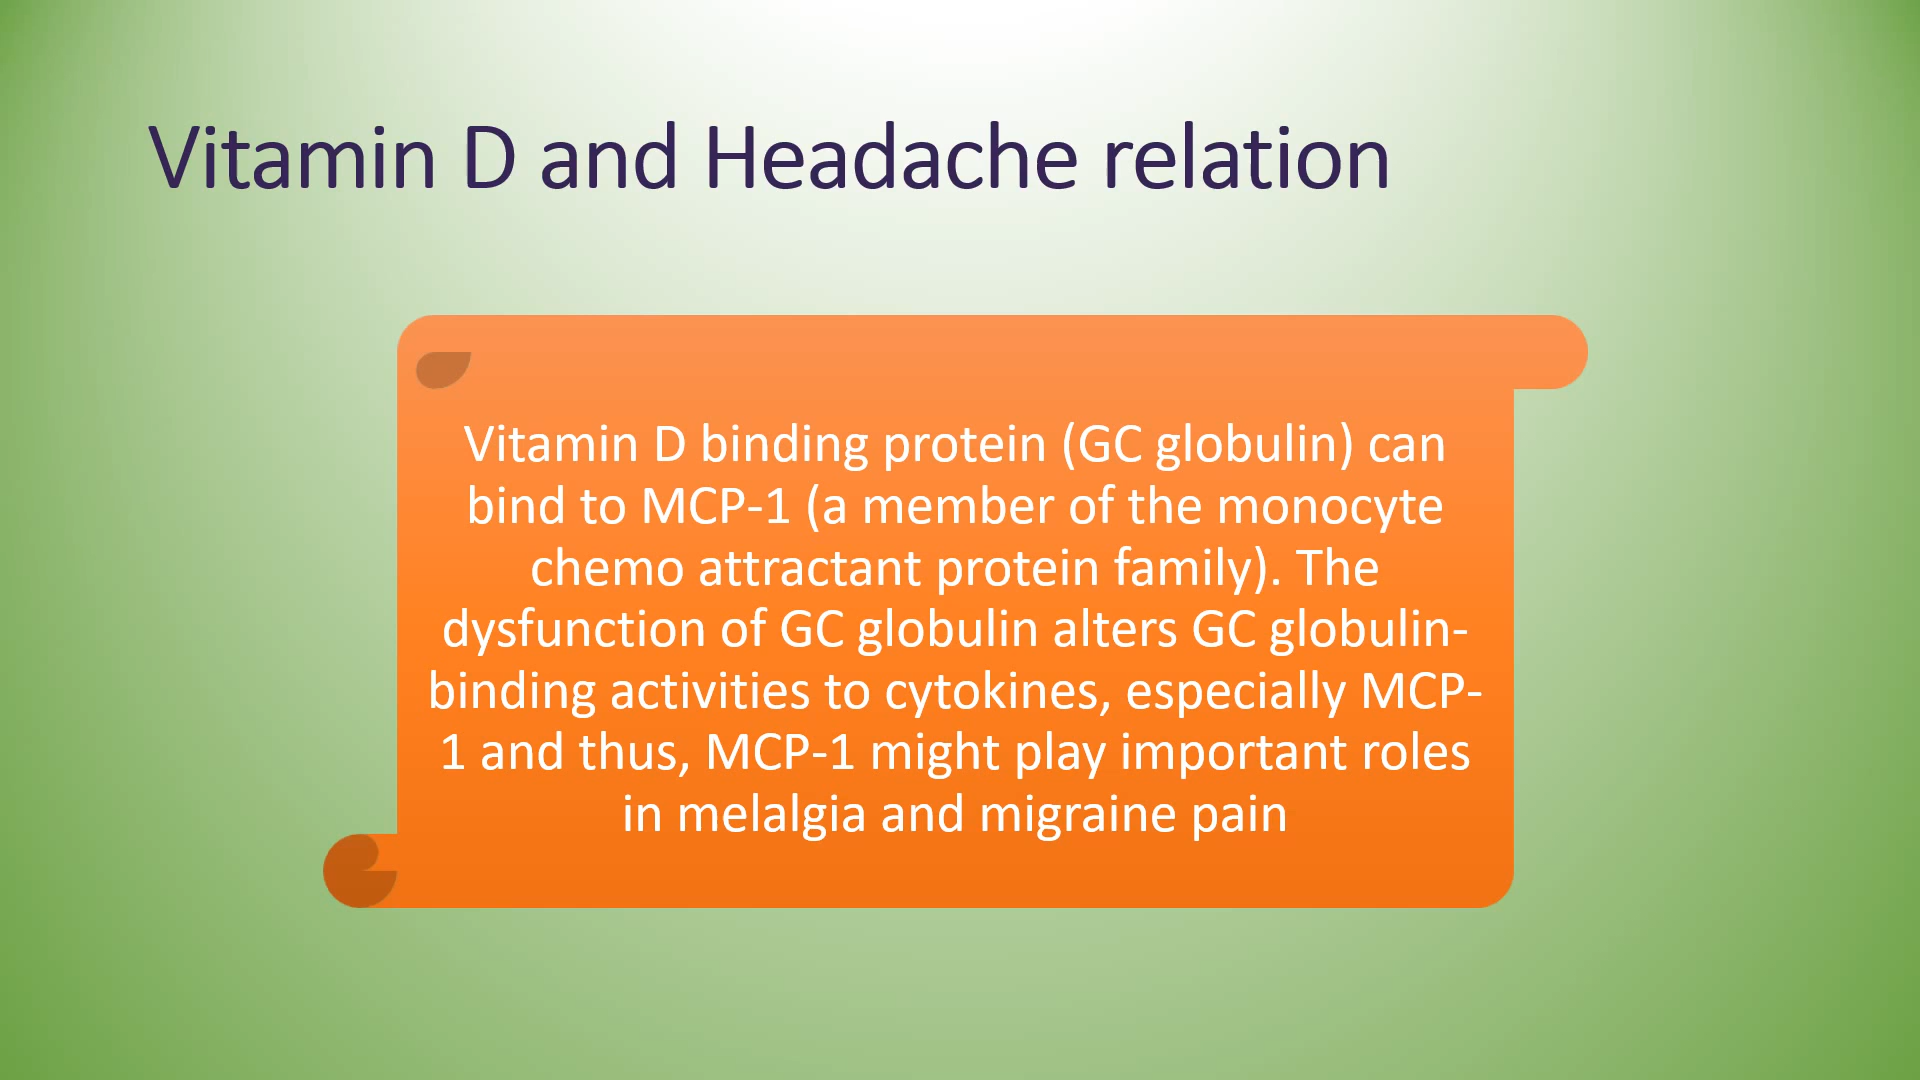 Vitamin D and Headache relation
Vitamin D binding protein (GC globulin) can
bind to MCP-1 (a member of the monocyte
chemo attractant protein family). The
dysfunction of GC globulin alters GC globulin-
binding activities to cytokines, especially MCP-
1 and thus, MCP-1 might play important roles
in melalgia and migraine pain